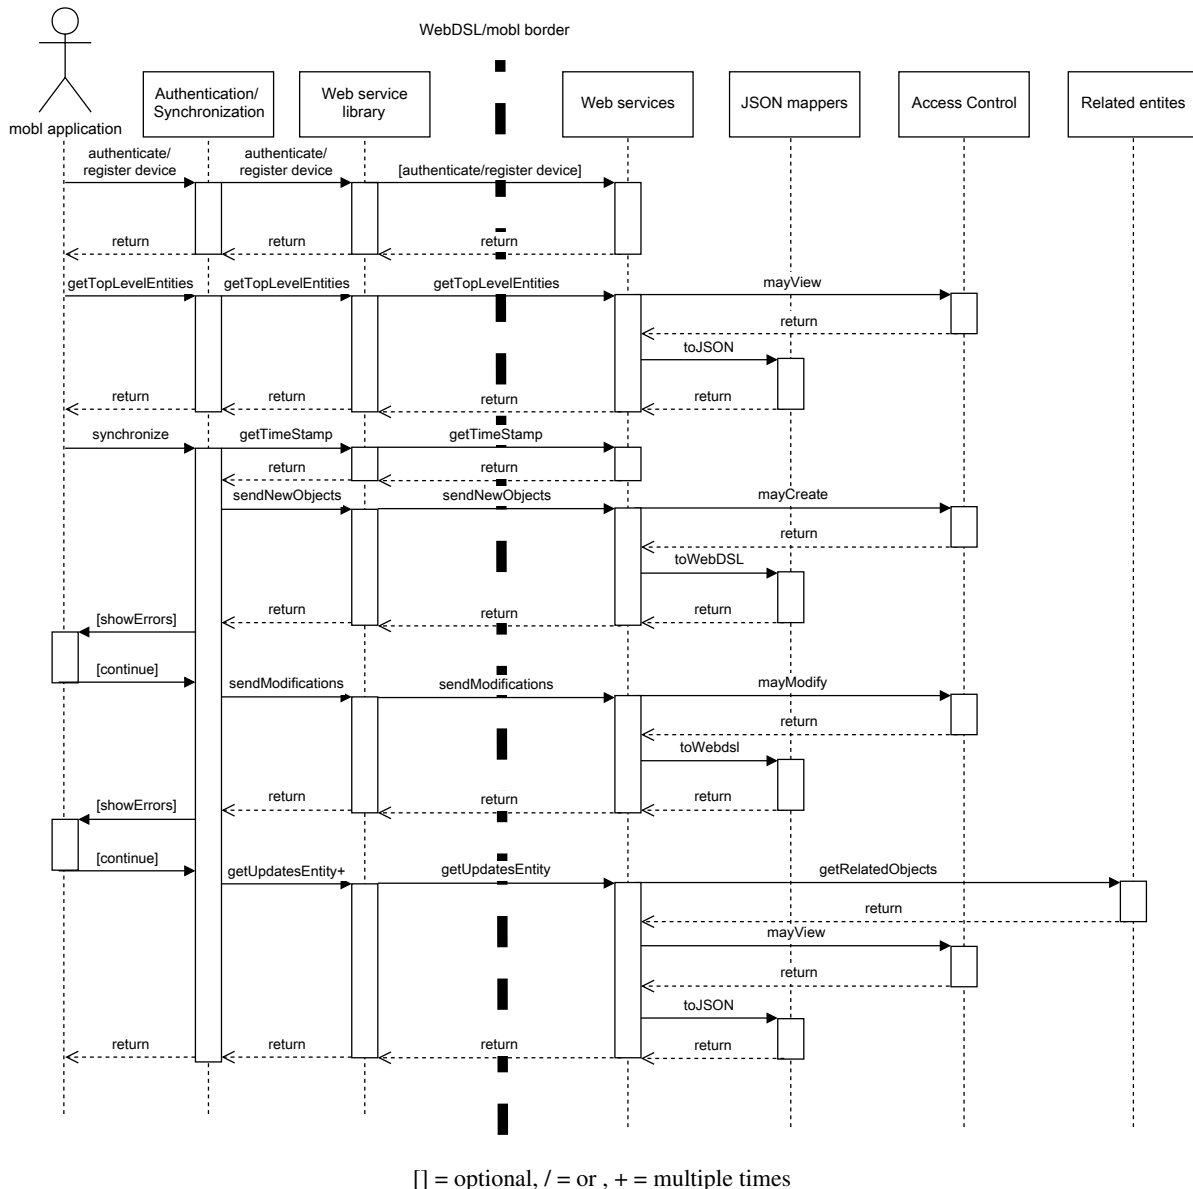 WebDSL/mobl border
mobl application
Authentication/
Synchronization
Web service
library
Web services
JSON mappers
Access Control
Related entites
authenticate/
register device
authenticate/
register device
[authenticate/register device]
return
return
return
getTopLevelEntities
getTopLevelEntities
getTopLevelEntities
mayView
return
toJSON
return
return
return
return
synchronize
getTimeStamp
getTimeStamp
return
return
sendNewObjects
sendNewObjects
mayCreate
return
toWebDSL
return
return
return
[showErrors]
[continue]
sendModifications
sendModifications
mayModify
return
toWebdsl
return
return
return
[showErrors]
[continue]
getUpdatesEntity+
getUpdatesEntity
getRelatedObjects
return
mayView
return
toJSON
return
return
return
return
[] = optional, / = or , + = multiple times